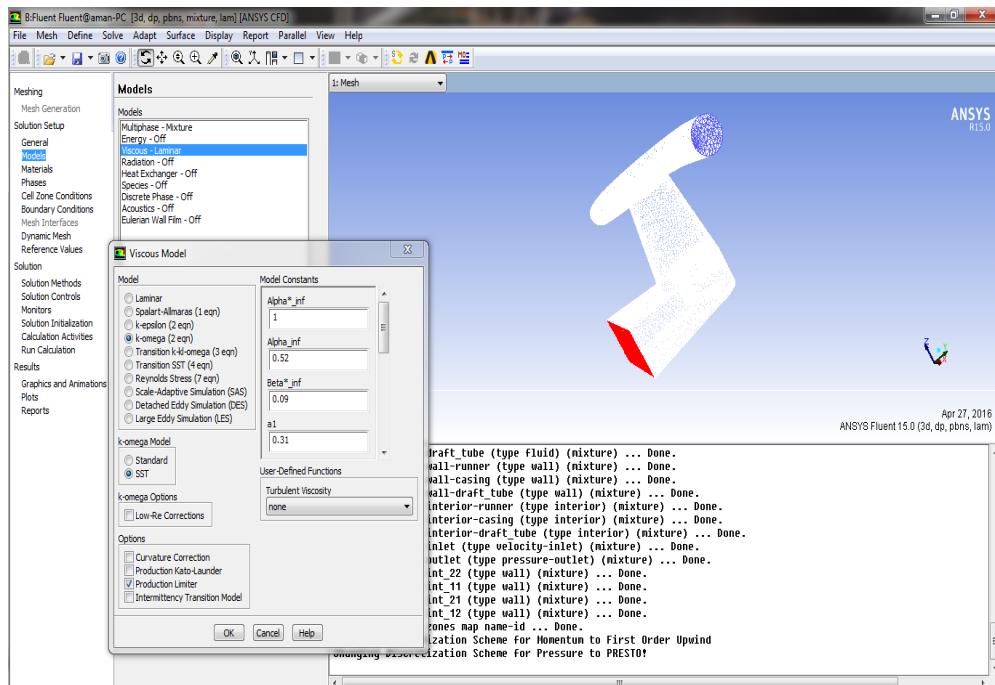 B:Fluent Fluent@aman-PC [3d, dp, pbns, mixture, lam] [ANSYS CFD]
File Mesh Define Solve Adapt Surface Display Report Parallel View Help
Meshing
Mesh Generation
Solution Setup
General
Models
Materials
Phases
Cell Zone Conditions
Boundary Conditions
Mesh Interfaces
Dynamic Mesh
Reference Values
Solution
Solution Methods
Solution Controls
Monitors
Solution Initialization
Calculation Activities
Run Calculation
Results
Graphics and Animations
Plots
Reports
Models
Models
Multiphase - Mixture
Energy - Off
Viscous - Laminar
Radiation - Off
Heat Exchanger - Off
Species - Off
Discrete Phase - Off
Acoustics - Off
Eulerian Wall Film - Off
Viscous Model
Model
Laminar
Spalart-Allmaras (1 eqn)
k-epsilon (2 eqn)
k-omega (2 eqn)
Transition k-kl-omega (3 eqn)
Transition SST (4 eqn)
Reynolds Stress (7 eqn)
Scale-Adaptive Simulation (SAS)
Detached Eddy Simulation (DES)
Large Eddy Simulation (LES)
k-omega Model
Standard
SST
k-omega Options
Low-Re Corrections
Options
Curvature Correction
Production Kato-Launder
Production Limiter
Intermittency Transition Model
Model Constants
Alpha*_inf
1
Alpha_inf
0.52
Beta*_inf
0.09
a1
0.31
User-Defined Functions
Turbulent Viscosity
none
OK Cancel Help
1: Mesh
ANSYS
R15.0
Z Y X
Apr 27, 2016
ANSYS Fluent 15.0 (3d, dp, pbns, lam)
draft_tube (type fluid) (mixture) ... Done.
wall-runner (type wall) (mixture) ... Done.
wall-casing (type wall) (mixture) ... Done.
wall-draft_tube (type wall) (mixture) ... Done.
interior-runner (type interior) (mixture) ... Done.
interior-casing (type interior) (mixture) ... Done.
interior-draft_tube (type interior) (mixture) ... Done.
inlet (type velocity-inlet) (mixture) ... Done.
outlet (type pressure-outlet) (mixture) ... Done.
int_22 (type wall) (mixture) ... Done.
int_11 (type wall) (mixture) ... Done.
int_21 (type wall) (mixture) ... Done.
int_12 (type wall) (mixture) ... Done.
zones map name-id ... Done.
ization Scheme for Momentum to First Order Upwind
Changing Discretization Scheme for Pressure to PRESTO!